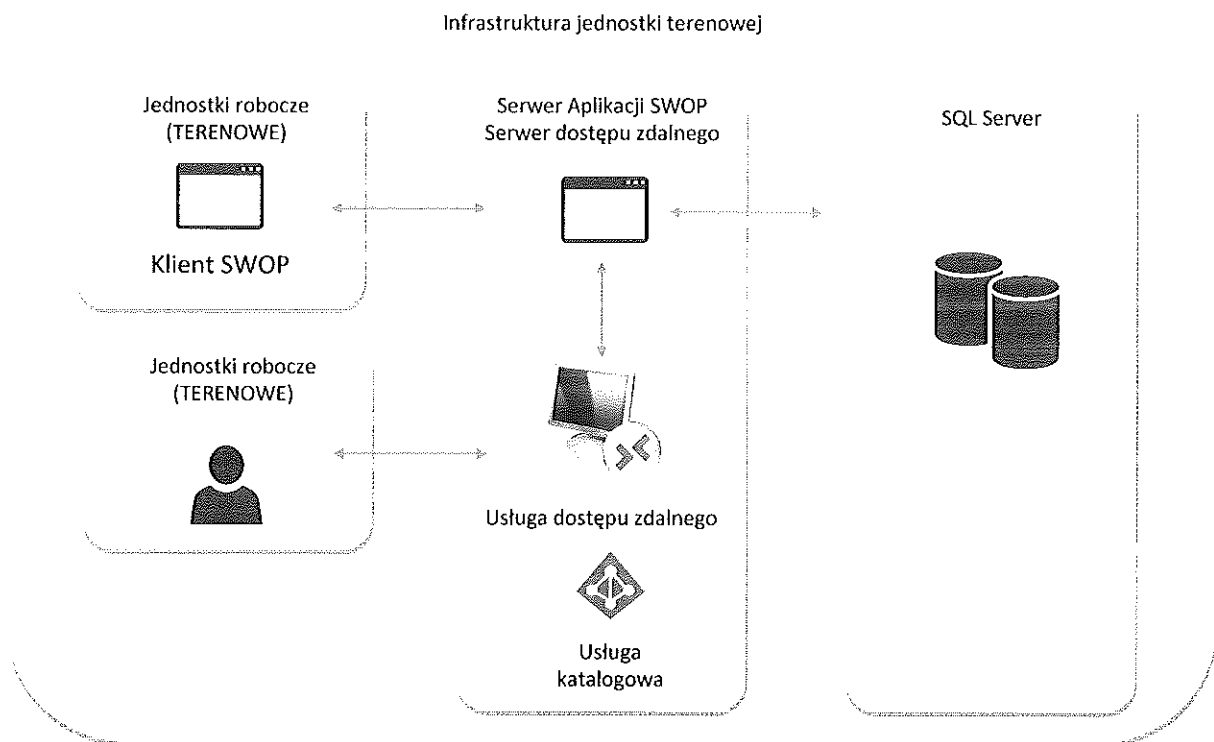 Infrastruktura jednostki terenowej
Jednostki robocze
(TERENOWE)
Klient SWOP
Jednostki robocze
(TERENOWE)
Serwer Aplikacji SWOP
Serwer dostępu zdalnego
Usługa dostępu zdalnego
Usługa
katalogowa
SQL Server